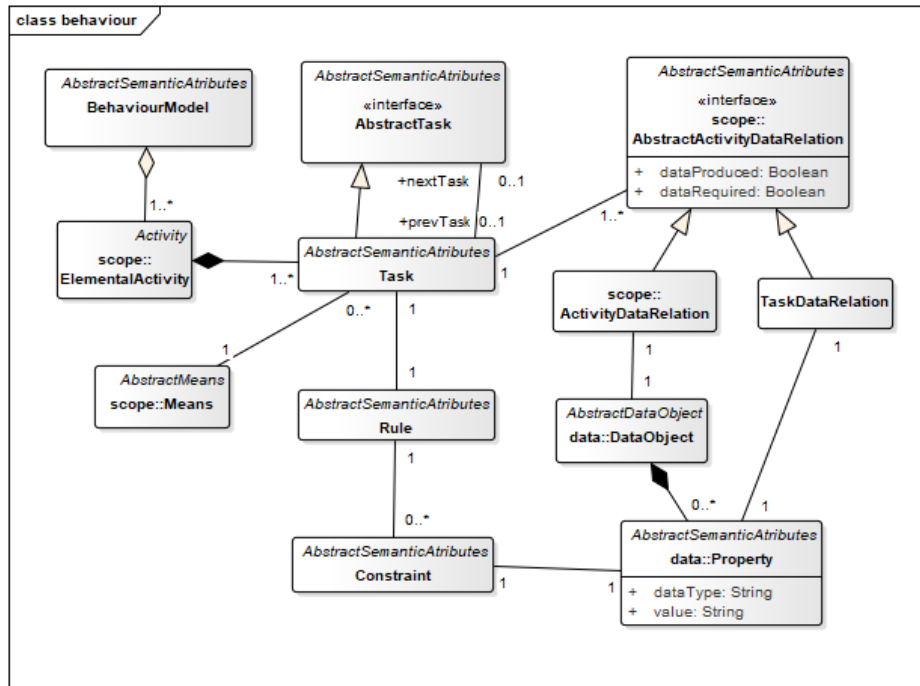 class behaviour
AbstractSemanticAtributes
BehaviourModel
1..*
Activity
scope::
ElementalActivity
1..*
AbstractSemanticAtributes
«interface»
AbstractTask
+nextTask
0..1
+prevTask
0..1
AbstractSemanticAtributes
Task
1
1..*
0..*
1
1
AbstractMeans
scope::Means
1
AbstractSemanticAtributes
Rule
1
0..*
AbstractSemanticAtributes
Constraint
1
1
AbstractSemanticAtributes
«interface»
scope::
AbstractActivityDataRelation
+ dataProduced: Boolean
+ dataRequired: Boolean
scope::
ActivityDataRelation
1
1
TaskDataRelation
1
AbstractDataObject
data::DataObject
0..*
1
AbstractSemanticAtributes
data::Property
+ dataType: String
+ value: String